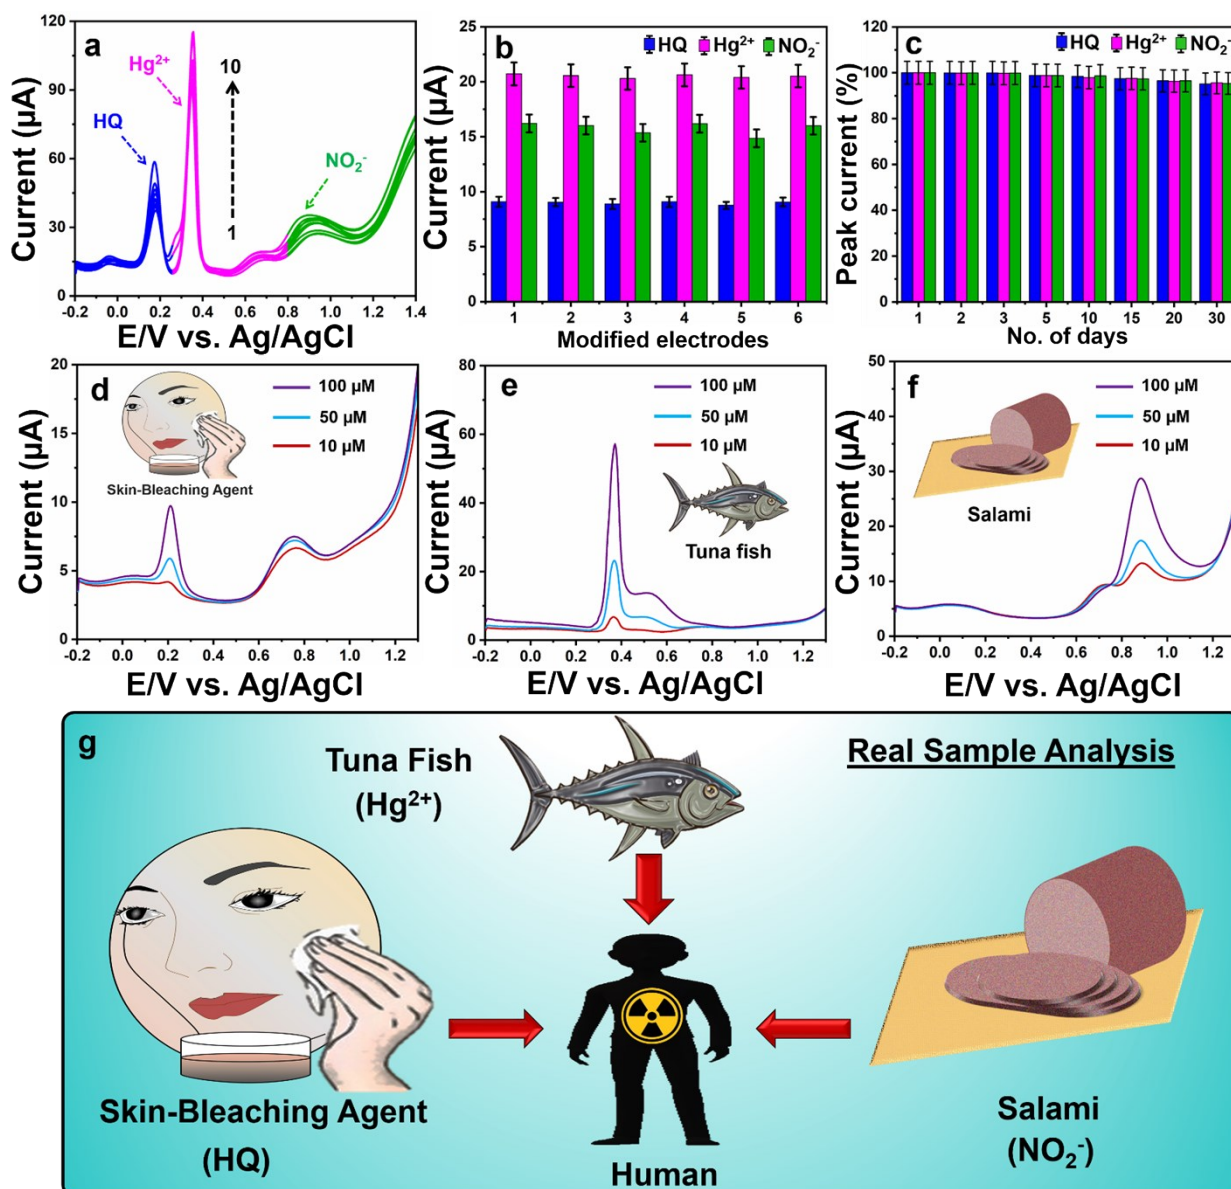 a
120
90
60
30
0
Current (µA)
HQ
Hg²⁺
10
1
NO₂⁻
-0.2 0.0 0.2 0.4 0.6 0.8 1.0 1.2 1.4
E/V vs. Ag/AgCl
b
HQ Hg²⁺ NO₂⁻
25
20
15
10
5
0
Current (µA)
1 2 3 4 5 6
Modified electrodes
c
HQ Hg²⁺ NO₂⁻
120
100
80
60
40
20
0
Peak current (%)
1 2 3 5 10 15 20 30
No. of days
d
20
15
10
5
0
Current (µA)
100 µM
50 µM
10 µM
Skin-Bleaching Agent
-0.2 0.0 0.2 0.4 0.6 0.8 1.0 1.2
E/V vs. Ag/AgCl
e
80
60
40
20
0
Current (µA)
100 µM
50 µM
10 µM
Tuna fish
-0.2 0.0 0.2 0.4 0.6 0.8 1.0 1.2
E/V vs. Ag/AgCl
f
50
40
30
20
10
0
Current (µA)
100 µM
50 µM
10 µM
Salami
-0.2 0.0 0.2 0.4 0.6 0.8 1.0 1.2
E/V vs. Ag/AgCl
g
Tuna Fish
(Hg²⁺)
Real Sample Analysis
Skin-Bleaching Agent
(HQ)
Human
Salami
(NO₂⁻)